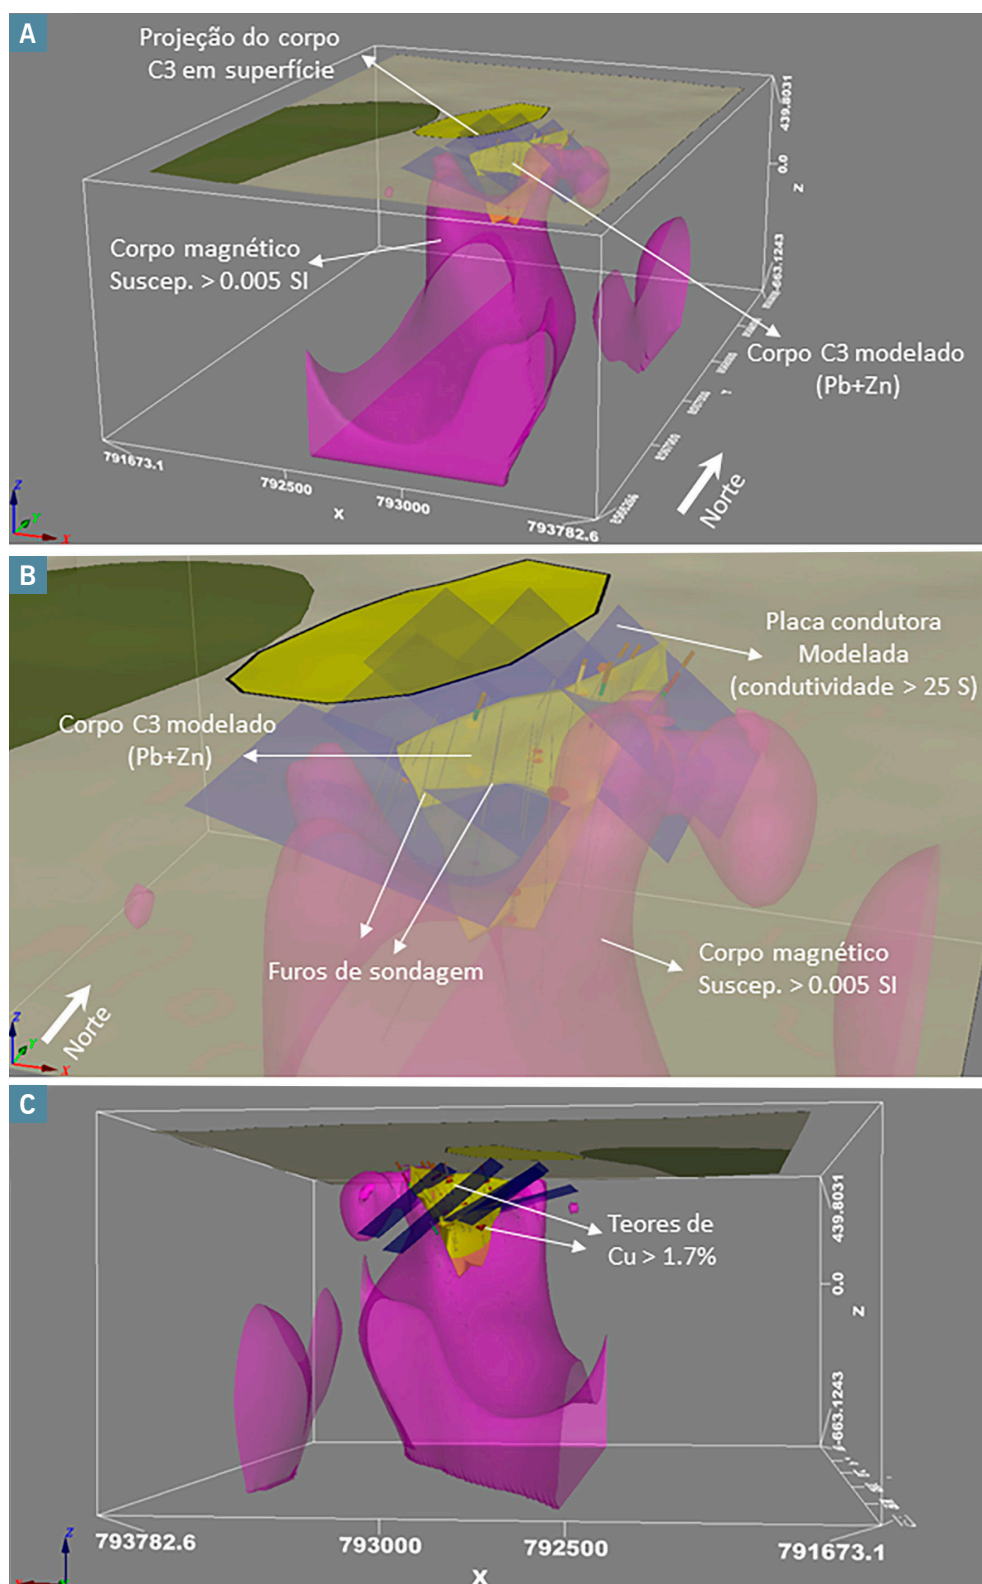 A
Projeção do corpo
C3 em superfície
439.8031
0.0
Z
-663.1243
Corpo magnético
Suscep. > 0.005 SI
Corpo C3 modelado
(Pb+Zn)
791673.1
792500
793000
X
793782.6
Norte
Z
Y
X
B
Placa condutora
Modelada
(condutividade > 25 S)
Corpo C3 modelado
(Pb+Zn)
Furos de sondagem
Corpo magnético
Suscep. > 0.005 SI
Norte
Z
Y
X
C
439.8031
Teores de
Cu > 1.7%
0.0
Z
-663.1243
793782.6
793000
792500
791673.1
X
Z